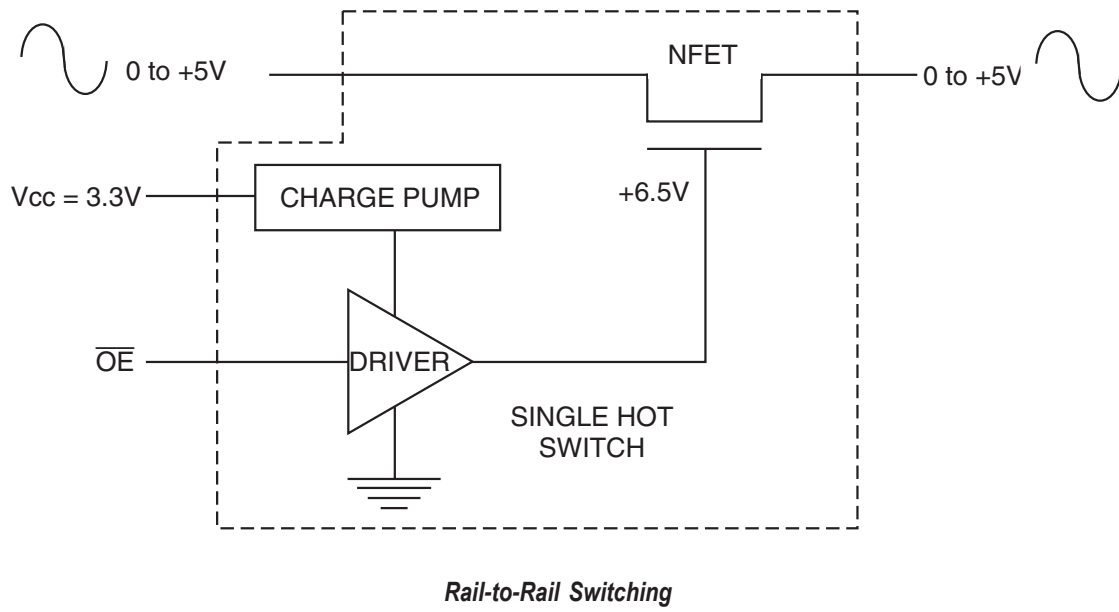 NFET
0 to +5V
0 to +5V
Vcc = 3.3V
CHARGE PUMP
+6.5V
O̅E̅
DRIVER
SINGLE HOT
SWITCH
Rail-to-Rail Switching